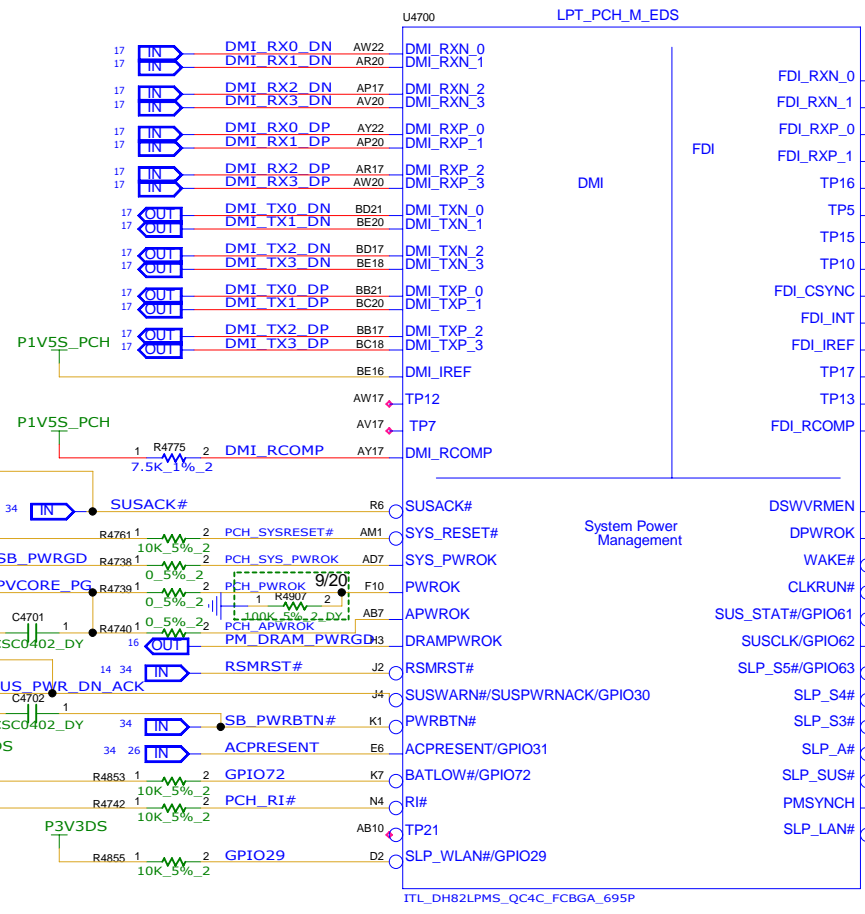 U4700 LPT_PCH_M_EDS
17 IN DMI_RX0_DN AW22 DMI_RXN_0
17 IN DMI_RX1_DN AR20 DMI_RXN_1
FDI_RXN_0
17 IN DMI_RX2_DN AP17 DMI_RXN_2
17 IN DMI_RX3_DN AV20 DMI_RXN_3 FDI_RXN_1
17 IN DMI_RX0_DP AY22 DMI_RXP_0 FDI_RXP_0
17 IN DMI_RX1_DP AP20 DMI_RXP_1
FDI
FDI_RXP_1
17 IN DMI_RX2_DP AR17 DMI_RXP_2
17 IN DMI_RX3_DP AW20 DMI_RXP_3 DMI TP16
17 OUT DMI_TX0_DN BD21 DMI_TXN_0 TP5
17 OUT DMI_TX1_DN BE20 DMI_TXN_1
TP15
17 OUT DMI_TX2_DN BD17 DMI_TXN_2
17 OUT DMI_TX3_DN BE18 DMI_TXN_3 TP10
17 OUT DMI_TX0_DP BB21 DMI_TXP_0 FDI_CSYNC
17 OUT DMI_TX1_DP BC20 DMI_TXP_1
FDI_INT
17 OUT DMI_TX2_DP BB17 DMI_TXP_2
P1V5S_PCH 17 OUT DMI_TX3_DP BC18 DMI_TXP_3 FDI_IREF
BE16 DMI_IREF TP17
AW17 TP12 TP13
P1V5S_PCH AV17 TP7 FDI_RCOMP
1 R4775 2 DMI_RCOMP AY17 DMI_RCOMP
7.5K_1%_2
34 IN SUSACK# R6 SUSACK# DSWVRMEN
R4761 1 2 PCH_SYSRESET# AM1 SYS_RESET# System Power DPWROK
10K_5%_2 Management
SB_PWRGD R4738 1 2 PCH_SYS_PWROK AD7 SYS_PWROK WAKE#
0_5%_2 9/20
PVCORE_PG R4739 1 2 PCH_PWROK F10 PWROK CLKRUN#
0_5%_2 1 R4907 2
C4701 100K_5%_2_DY AB7 APWROK SUS_STAT#/GPIO61
1 0_5%_2
R4740 1 2 PCH_APWROK
CSC0402_DY 16 OUT PM_DRAM_PWRGD H3 DRAMPWROK SUSCLK/GPIO62
14 34 IN RSMRST# J2 RSMRST# SLP_S5#/GPIO63
US_PWR_DN_ACK J4 SUSWARN#/SUSPWRNACK/GPIO30 SLP_S4#
C4702
1
CSC0402_DY 34 IN SB_PWRBTN# K1 PWRBTN# SLP_S3#
DS 34 26 IN ACPRESENT E6 ACPRESENT/GPIO31 SLP_A#
R4853 1 2 GPIO72 K7 BATLOW#/GPIO72 SLP_SUS#
10K_5%_2
R4742 1 2 PCH_RI# N4 RI# PMSYNCH
10K_5%_2
P3V3DS AB10 TP21 SLP_LAN#
R4855 1 2 GPIO29 D2 SLP_WLAN#/GPIO29
10K_5%_2
ITL_DH82LPMS_QC4C_FCBGA_695P